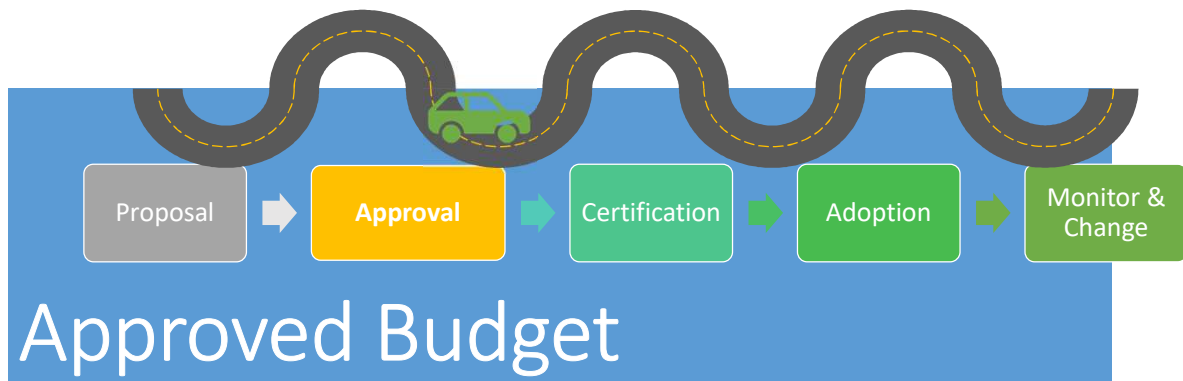 Proposal
Approval
Certification
Adoption
Monitor &
Change
Approved Budget